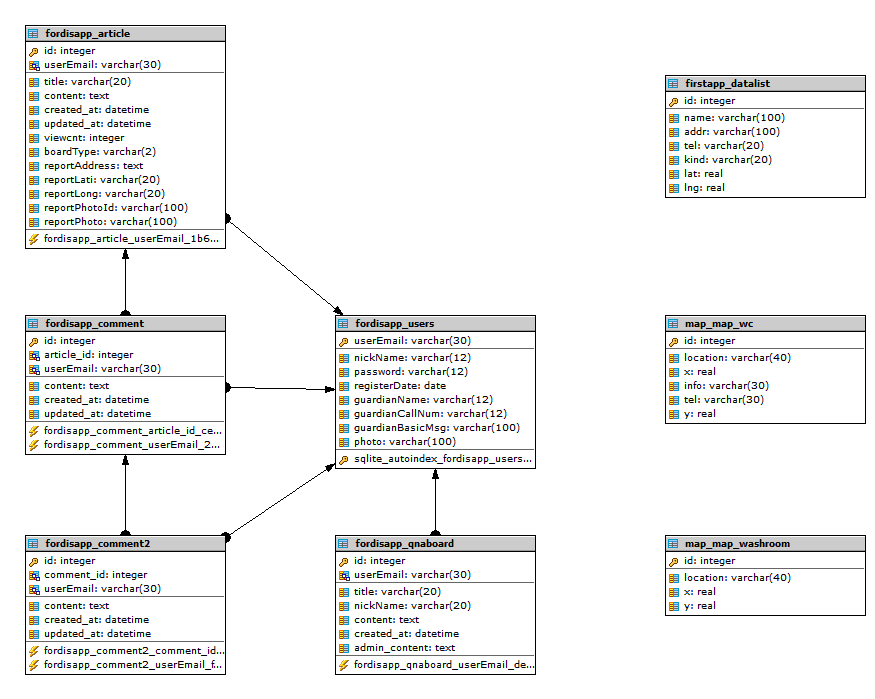 fordisapp_article
id: integer
userEmail: varchar(30)
title: varchar(20)
content: text
created_at: datetime
updated_at: datetime
viewcnt: integer
boardType: varchar(2)
reportAddress: text
reportLati: varchar(20)
reportLong: varchar(20)
reportPhotoId: varchar(100)
reportPhoto: varchar(100)
fordisapp_article_userEmail_1b6...
firstapp_datalist
id: integer
name: varchar(100)
addr: varchar(100)
tel: varchar(20)
kind: varchar(20)
lat: real
lng: real
fordisapp_comment
id: integer
article_id: integer
userEmail: varchar(30)
content: text
created_at: datetime
updated_at: datetime
fordisapp_comment_article_id_ce...
fordisapp_comment_userEmail_2...
fordisapp_users
userEmail: varchar(30)
nickName: varchar(12)
password: varchar(12)
registerDate: date
guardianName: varchar(12)
guardianCallNum: varchar(12)
guardianBasicMsg: varchar(100)
photo: varchar(100)
sqlite_autoindex_fordisapp_users...
map_map_wc
id: integer
location: varchar(40)
x: real
info: varchar(30)
tel: varchar(30)
y: real
fordisapp_comment2
id: integer
comment_id: integer
userEmail: varchar(30)
content: text
created_at: datetime
updated_at: datetime
fordisapp_comment2_comment_id...
fordisapp_comment2_userEmail_f...
fordisapp_qnaboard
id: integer
userEmail: varchar(30)
title: varchar(20)
nickName: varchar(20)
content: text
created_at: datetime
admin_content: text
fordisapp_qnaboard_userEmail_de...
map_map_washroom
id: integer
location: varchar(40)
x: real
y: real